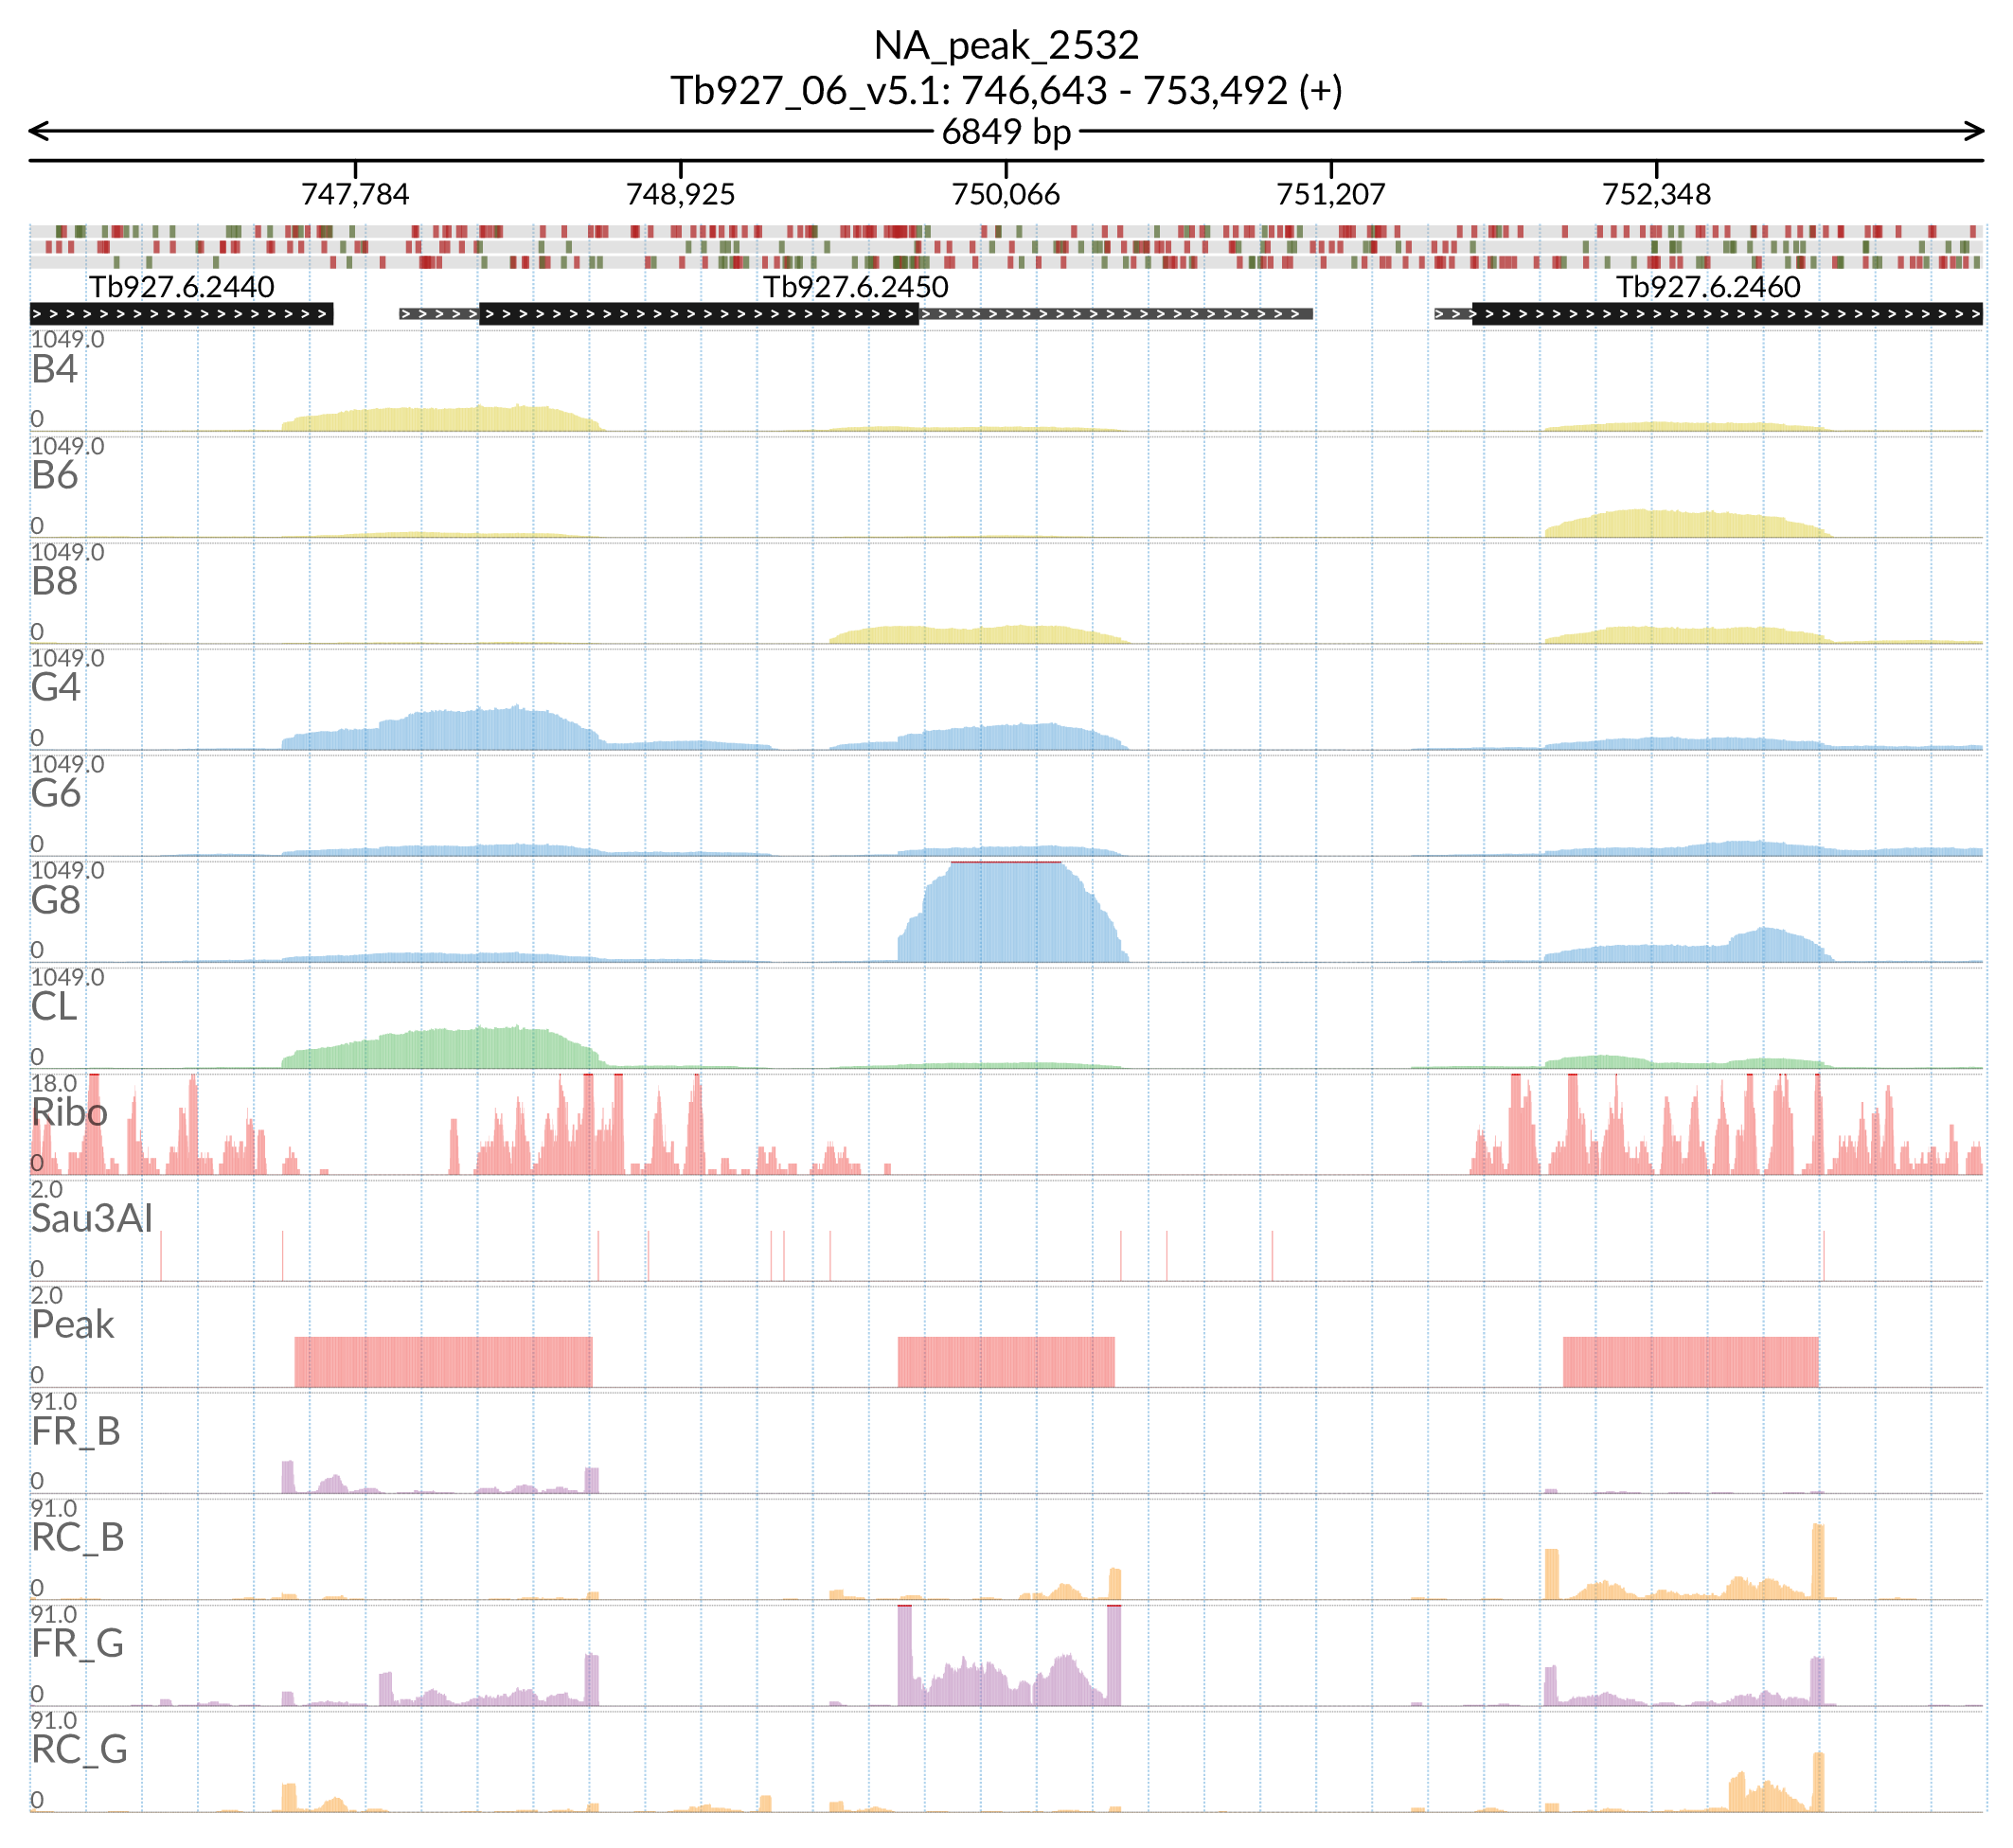 NA_peak_2532
Tb927_06_v5.1: 746,643 - 753,492 (+)
6849 bp
747,784 748,925 750,066 751,207 752,348
Tb927.6.2440 Tb927.6.2450 Tb927.6.2460
1049.0
B4
0
1049.0
B6
0
1049.0
B8
0
1049.0
G4
0
1049.0
G6
0
1049.0
G8
0
1049.0
CL
0
18.0
Ribo
0
2.0
Sau3AI
0
2.0
Peak
0
91.0
FR_B
0
91.0
RC_B
0
91.0
FR_G
0
91.0
RC_G
0